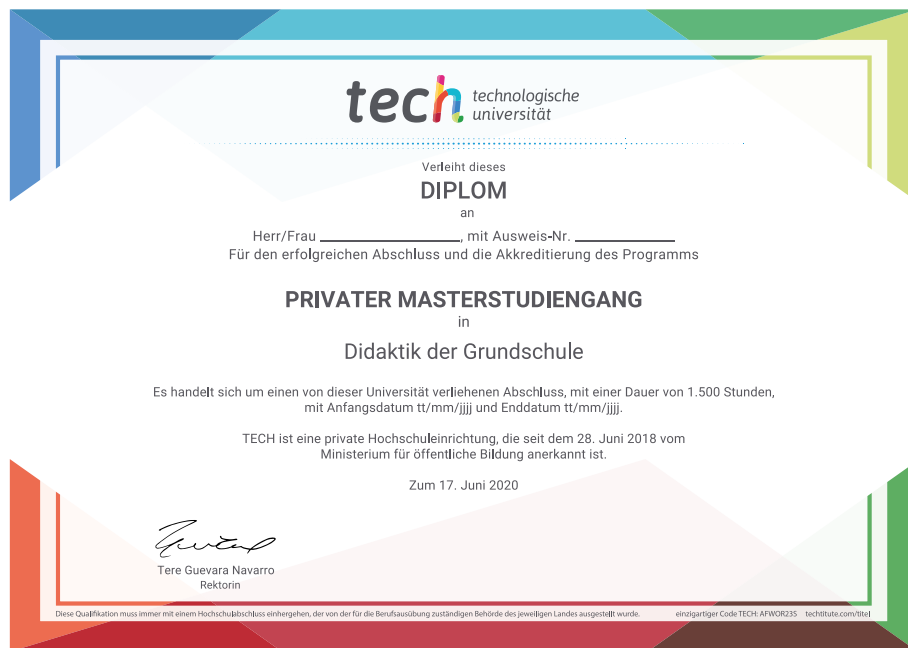 tech technologische
universität
Verleiht dieses
DIPLOM
an
Herr/Frau ____________________, mit Ausweis-Nr. ______________
Für den erfolgreichen Abschluss und die Akkreditierung des Programms
PRIVATER MASTERSTUDIENGANG
in
Didaktik der Grundschule
Es handelt sich um einen von dieser Universität verliehenen Abschluss, mit einer Dauer von 1.500 Stunden,
mit Anfangsdatum tt/mm/jjjj und Enddatum tt/mm/jjjj.
TECH ist eine private Hochschuleinrichtung, die seit dem 28. Juni 2018 vom
Ministerium für öffentliche Bildung anerkannt ist.
Zum 17. Juni 2020
Tere Guevara Navarro
Rektorin
Diese Qualifikation muss immer mit einem Hochschulabschluss einhergehen, der von der für die Berufsausübung zuständigen Behörde des jeweiligen Landes ausgestellt wurde. einzigartiger Code TECH: AFWOR23S techtitute.com/titel